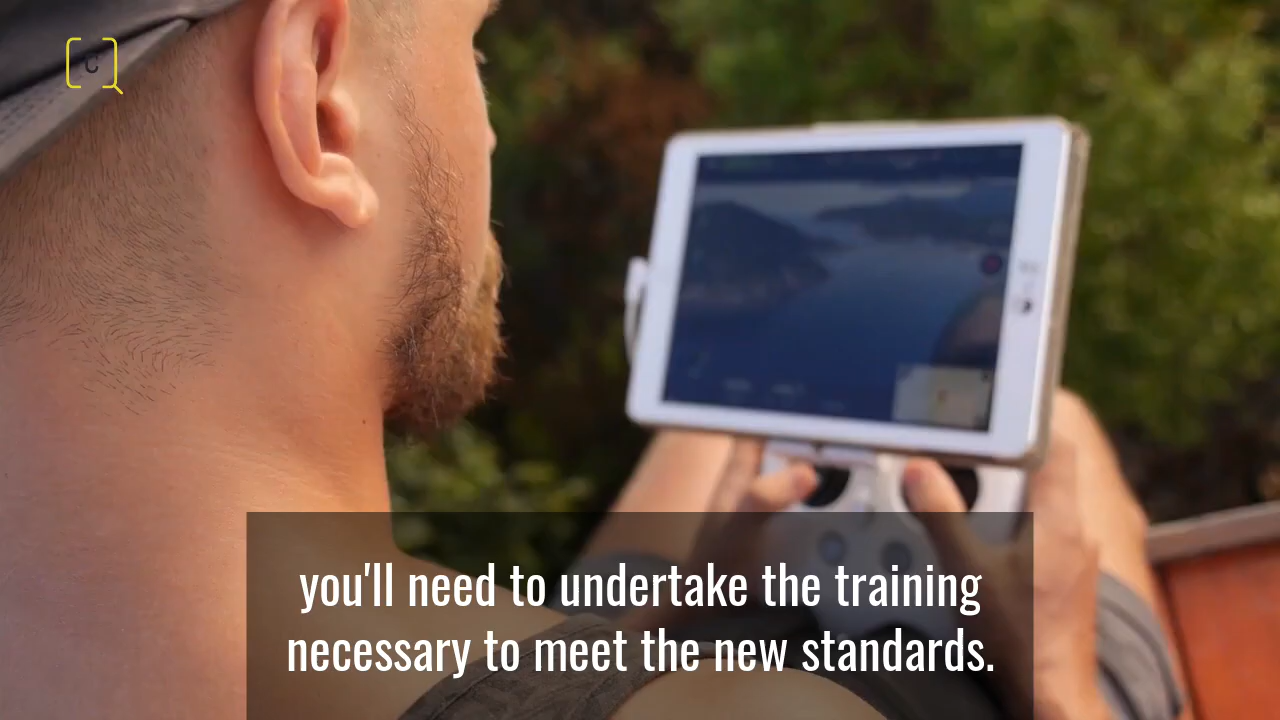 C
you'll need to undertake the training
necessary to meet the new standards.